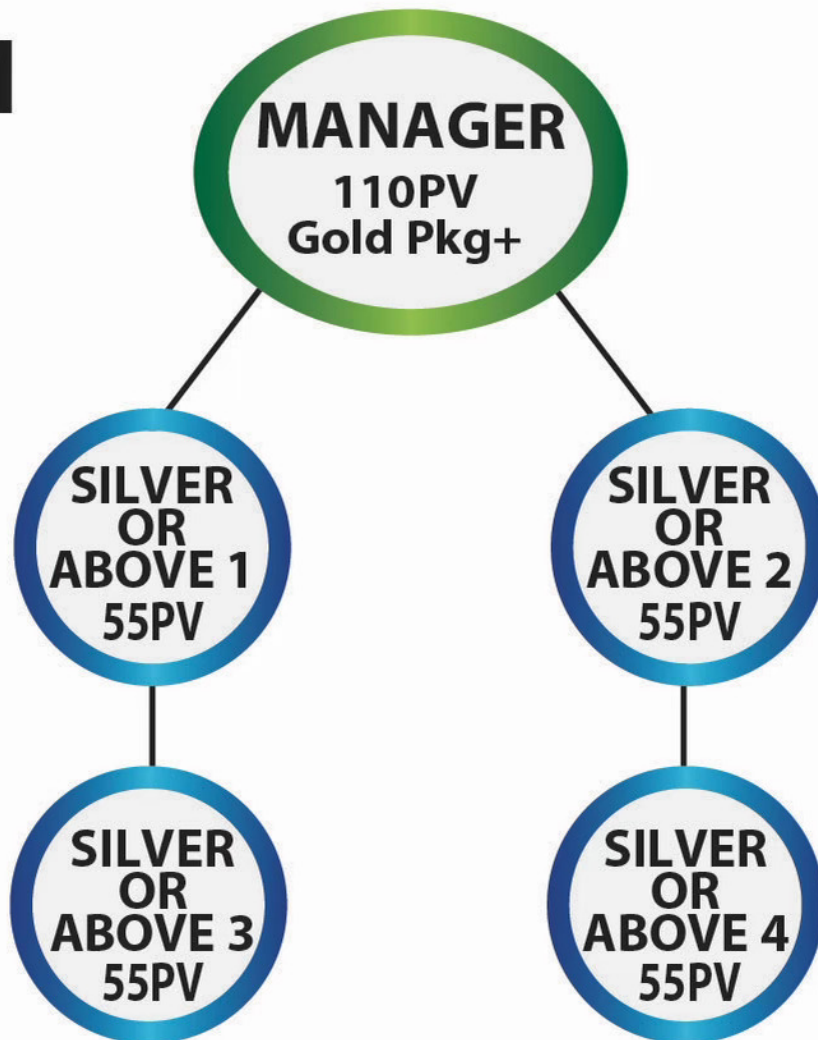 MANAGER
110PV
Gold Pkg+
SILVER
OR
ABOVE 1
55PV
SILVER
OR
ABOVE 2
55PV
SILVER
OR
ABOVE 3
55PV
SILVER
OR
ABOVE 4
55PV